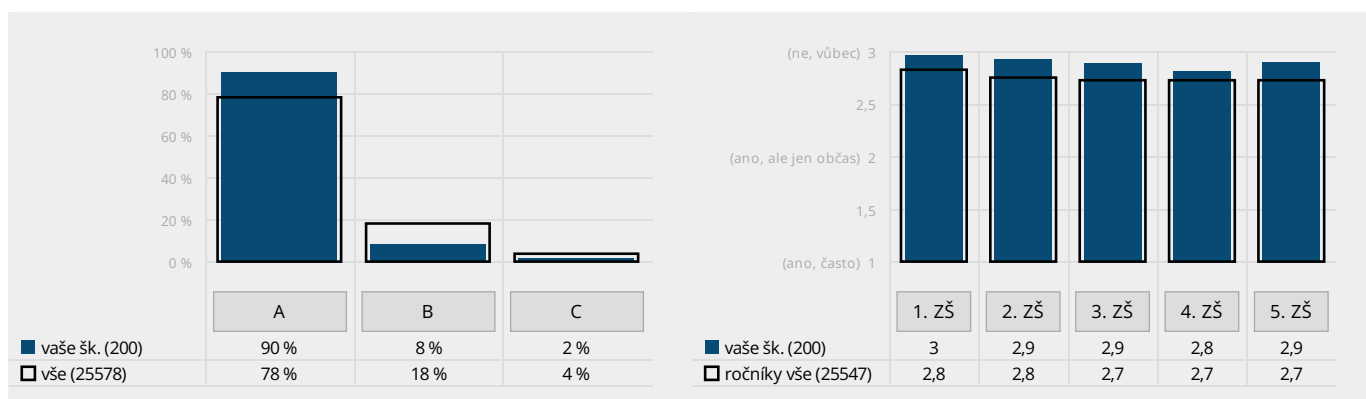 100 %
80 %
60 %
40 %
20 %
0 %
A B C
vaše šk. (200) 90 % 8 % 2 %
vše (25578) 78 % 18 % 4 %
(ne, vůbec) 3
2,5
(ano, ale jen občas) 2
1,5
(ano, často) 1
1. ZŠ 2. ZŠ 3. ZŠ 4. ZŠ 5. ZŠ
vaše šk. (200) 3 2,9 2,9 2,8 2,9
ročníky vše (25547) 2,8 2,8 2,7 2,7 2,7